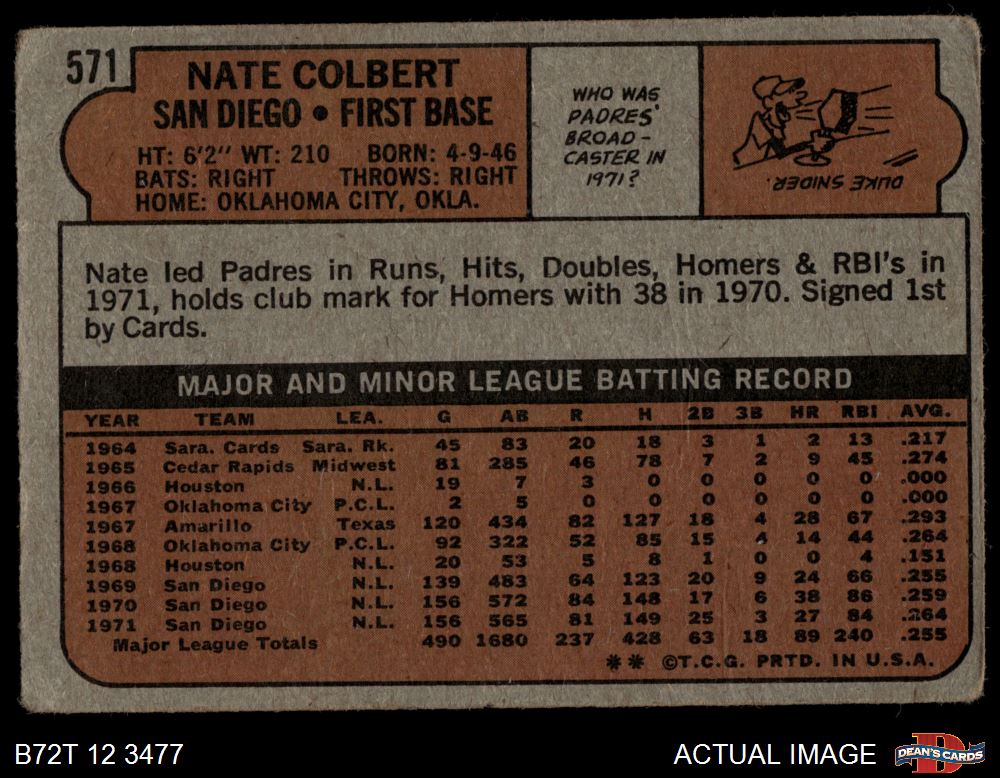 571
NATE COLBERT
SAN DIEGO • FIRST BASE
HT: 6'2" WT: 210 BORN: 4-9-46
BATS: RIGHT THROWS: RIGHT
HOME: OKLAHOMA CITY, OKLA.
WHO WAS
PADRES'
BROAD-
CASTER IN
1971?
DUKE SNIDER.
Nate led Padres in Runs, Hits, Doubles, Homers & RBI's in
1971, holds club mark for Homers with 38 in 1970. Signed 1st
by Cards.
MAJOR AND MINOR LEAGUE BATTING RECORD
YEAR TEAM LEA. G AB R H 2B 3B HR RBI AVG.
1964 Sara. Cards Sara. Rk. 45 83 20 18 3 1 2 13 .217
1965 Cedar Rapids Midwest 81 285 46 78 7 2 9 45 .274
1966 Houston N.L. 19 7 3 0 0 0 0 0 .000
1967 Oklahoma City P.C.L. 2 5 0 0 0 0 0 0 .000
1967 Amarillo Texas 120 434 82 127 18 4 28 67 .293
1968 Oklahoma City P.C.L. 92 322 52 85 15 4 14 44 .264
1968 Houston N.L. 20 53 5 8 1 0 0 4 .151
1969 San Diego N.L. 139 483 64 123 20 9 24 66 .255
1970 San Diego N.L. 156 572 84 148 17 6 38 86 .259
1971 San Diego N.L. 156 565 81 149 25 3 27 84 .264
Major League Totals 490 1680 237 428 63 18 89 240 .255
** ©T.C.G. PRTD. IN U.S.A.
B72T 12 3477
ACTUAL IMAGE
DEAN'S CARDS